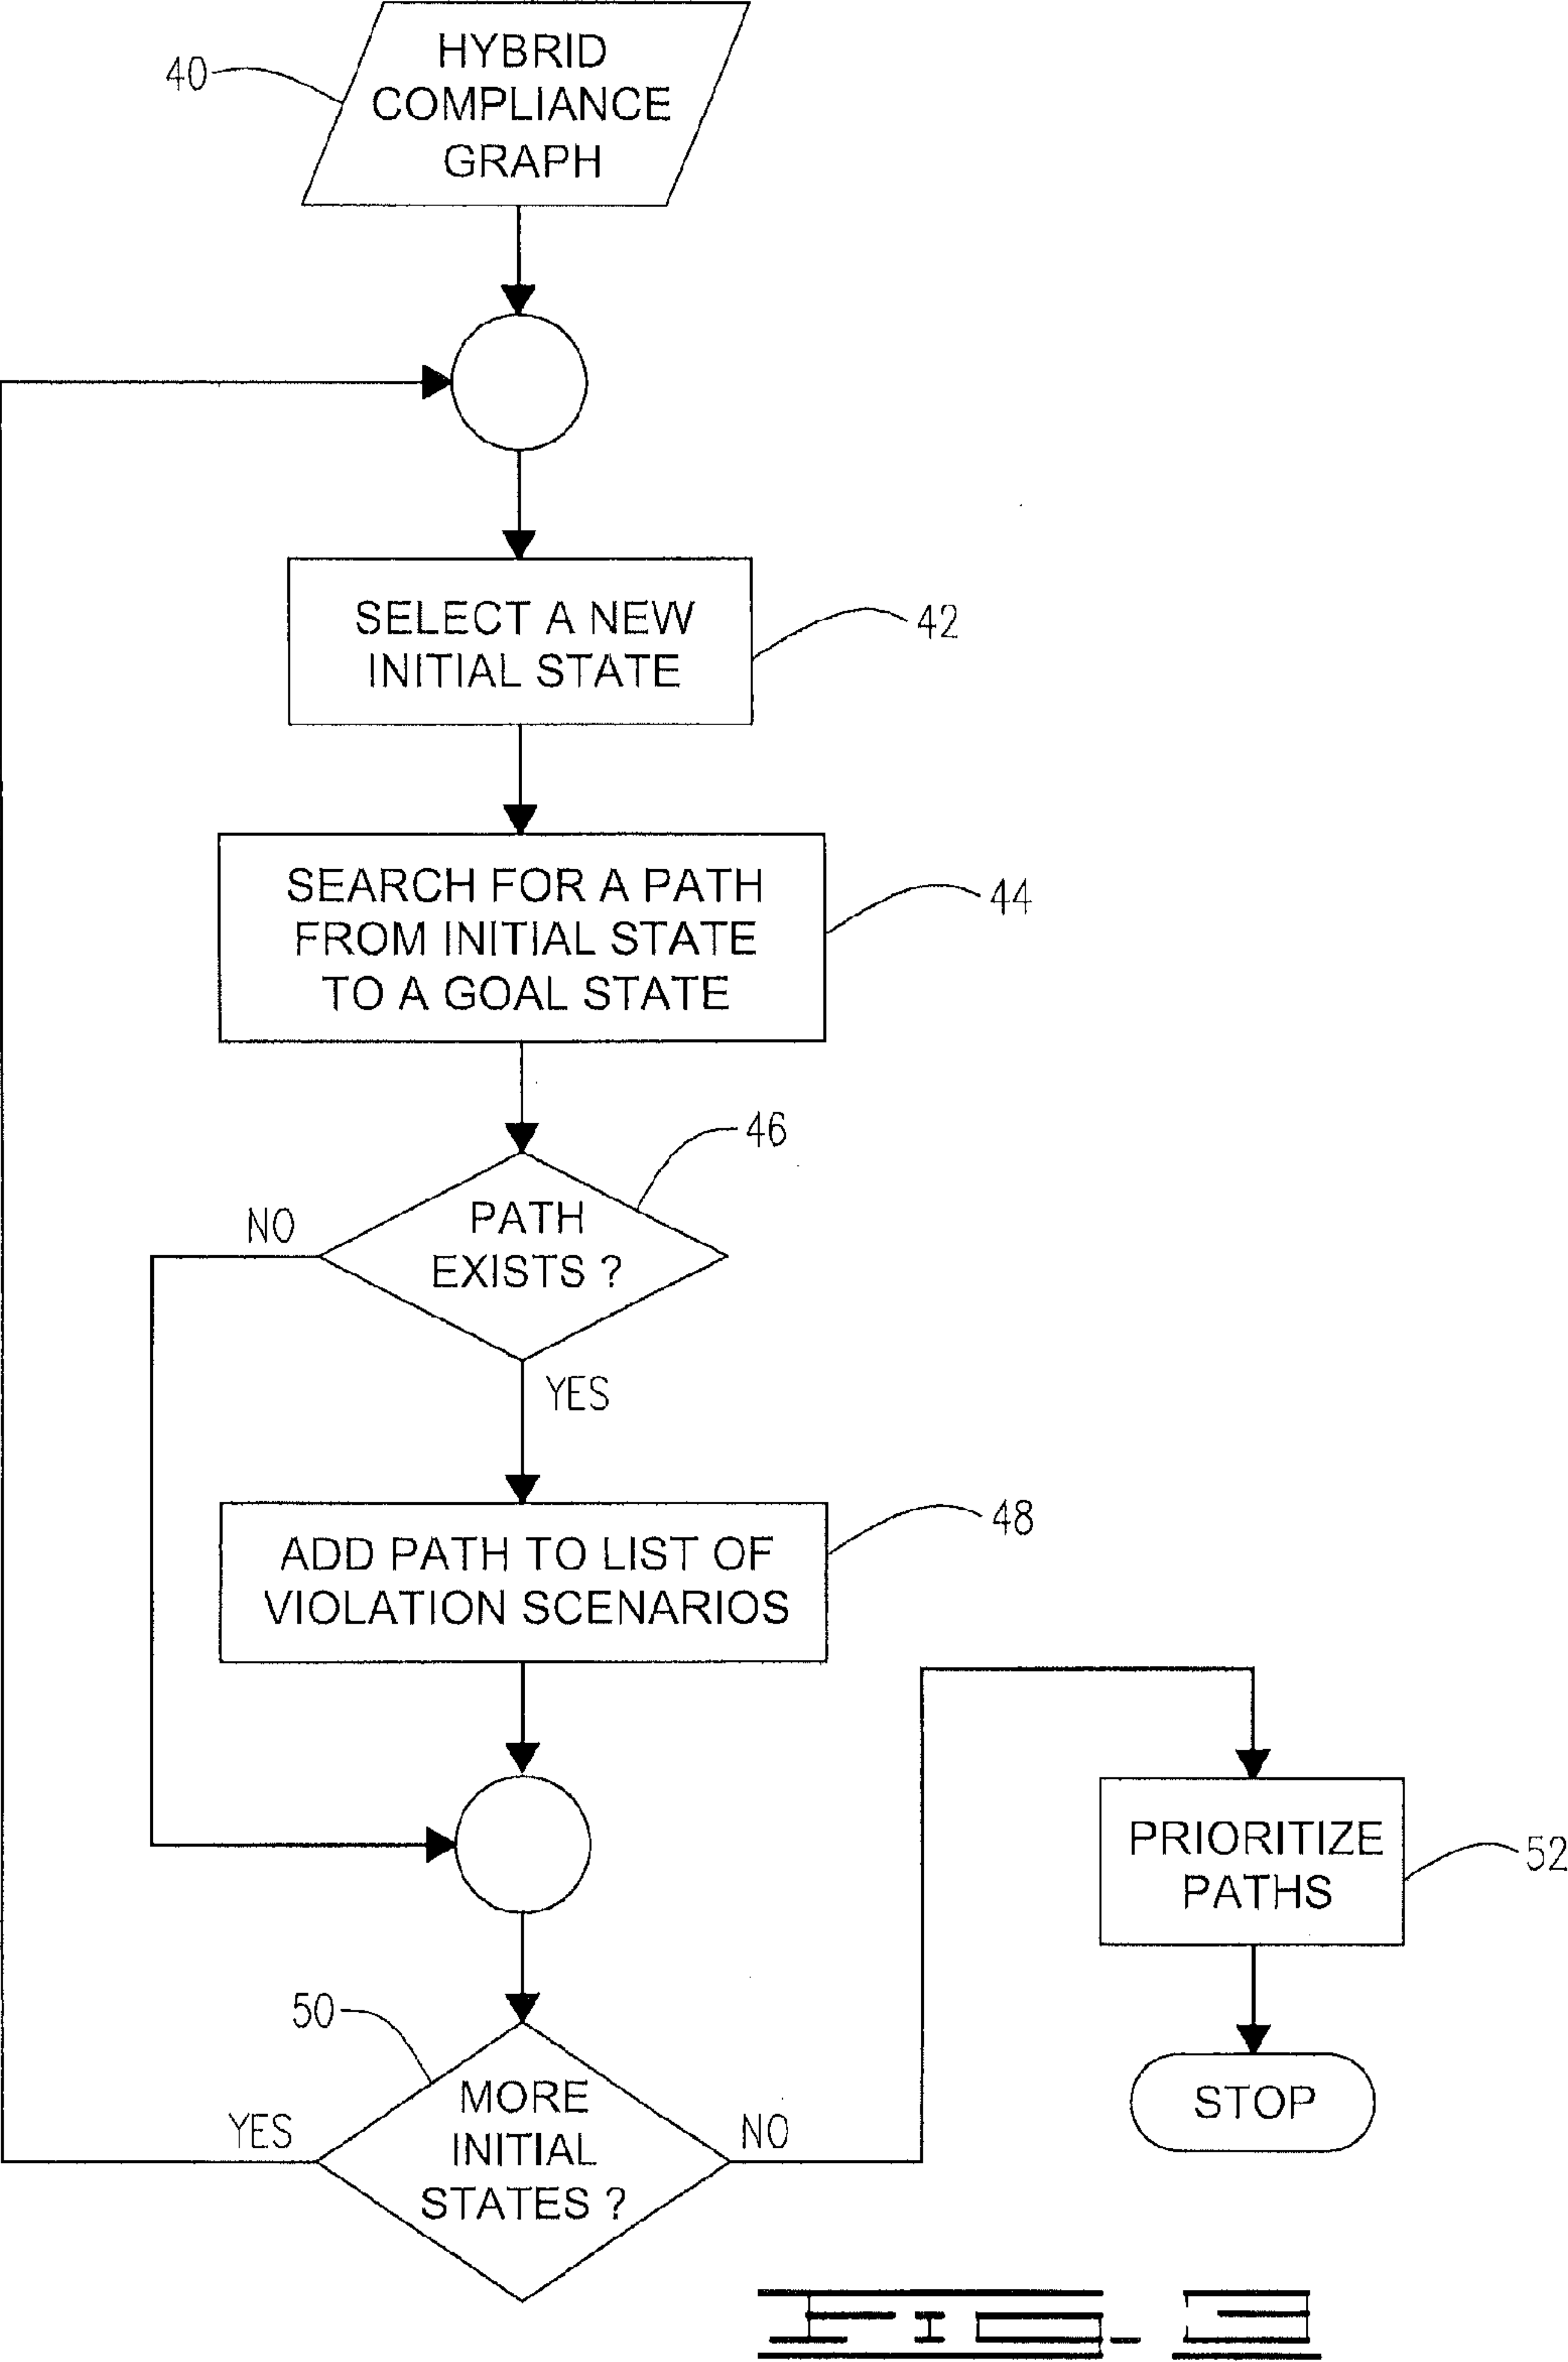 HYBRID
COMPLIANCE
GRAPH
40
SELECT A NEW
INITIAL STATE
42
SEARCH FOR A PATH
FROM INITIAL STATE
TO A GOAL STATE
44
46
PATH
EXISTS ?
NO
YES
ADD PATH TO LIST OF
VIOLATION SCENARIOS
48
PRIORITIZE
PATHS
52
50
MORE
INITIAL
STATES ?
YES
NO
STOP
FIG. 3